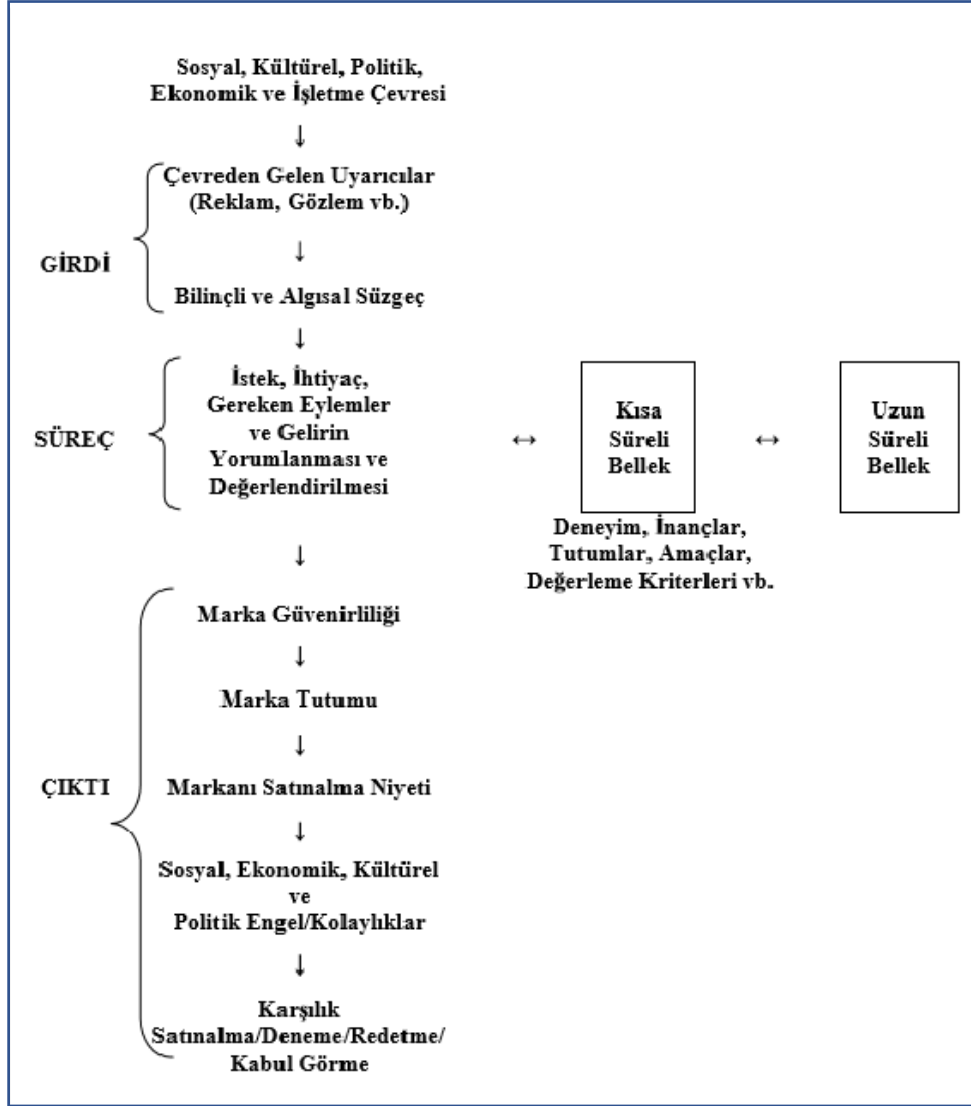 Sosyal, Kültürel, Politik,
Ekonomik ve İşletme Çevresi
↓
Çevreden Gelen Uyarıcılar
(Reklam, Gözlem vb.)
↓
GİRDİ
Bilinçli ve Algısal Süzgeç
↓
İstek, İhtiyaç,
Gereken Eylemler
ve Gelirin
Yorumlanması ve
Değerlendirilmesi
SÜREÇ
↔
Kısa
Süreli
Bellek
↔
Uzun
Süreli
Bellek
Deneyim, İnançlar,
Tutumlar, Amaçlar,
Değerleme Kriterleri vb.
↓
Marka Güvenirliliği
↓
Marka Tutumu
↓
ÇIKTI
Markanı Satınalma Niyeti
↓
Sosyal, Ekonomik, Kültürel
ve
Politik Engel/Kolaylıklar
↓
Karşılık
Satınalma/Deneme/Redetme/
Kabul Görme